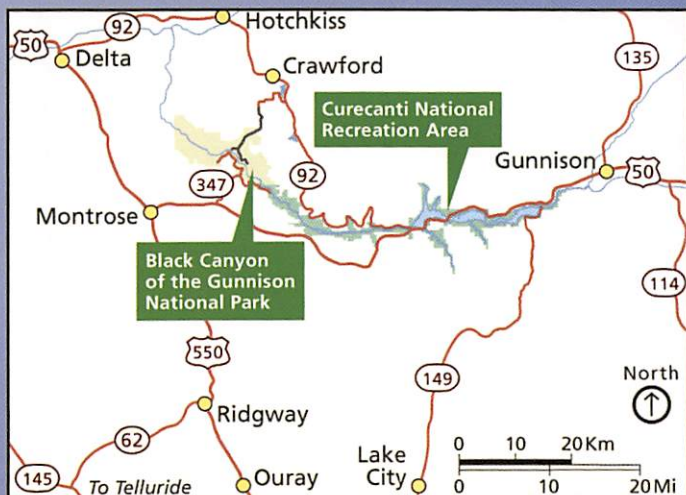 92
Hotchkiss
50
Delta
Crawford
135
Curecanti National
Recreation Area
Gunnison
50
347
92
Montrose
Black Canyon
of the Gunnison
National Park
114
550
149
North
Ridgway
62
0 10 20 Km
145
To Telluride
Ouray
Lake
City
0 10 20 Mi